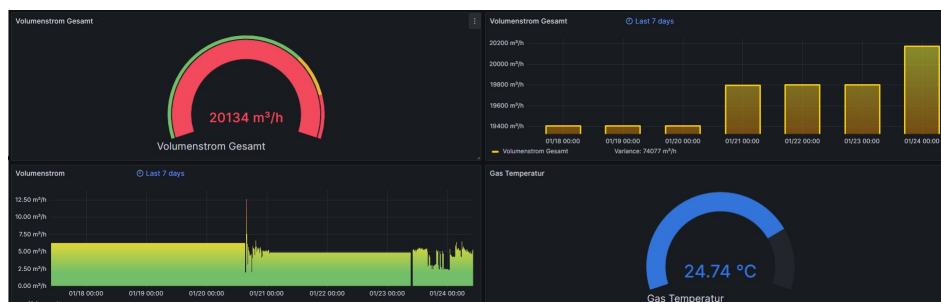 Volumenstrom Gesamt
20134 m³/h
Volumenstrom Gesamt
Volumenstrom Gesamt
Last 7 days
20200 m³/h
20000 m³/h
19800 m³/h
19600 m³/h
19400 m³/h
01/18 00:00 01/19 00:00 01/20 00:00 01/21 00:00 01/22 00:00 01/23 00:00 01/24 00:00
Volumenstrom Gesamt Variance: 74077 m³/h
Volumenstrom
Last 7 days
12.50 m³/h
10.00 m³/h
7.50 m³/h
5.00 m³/h
2.50 m³/h
0.00 m³/h
01/18 00:00 01/19 00:00 01/20 00:00 01/21 00:00 01/22 00:00 01/23 00:00 01/24 00:00
Gas Temperatur
24.74 °C
Gas Temperatur